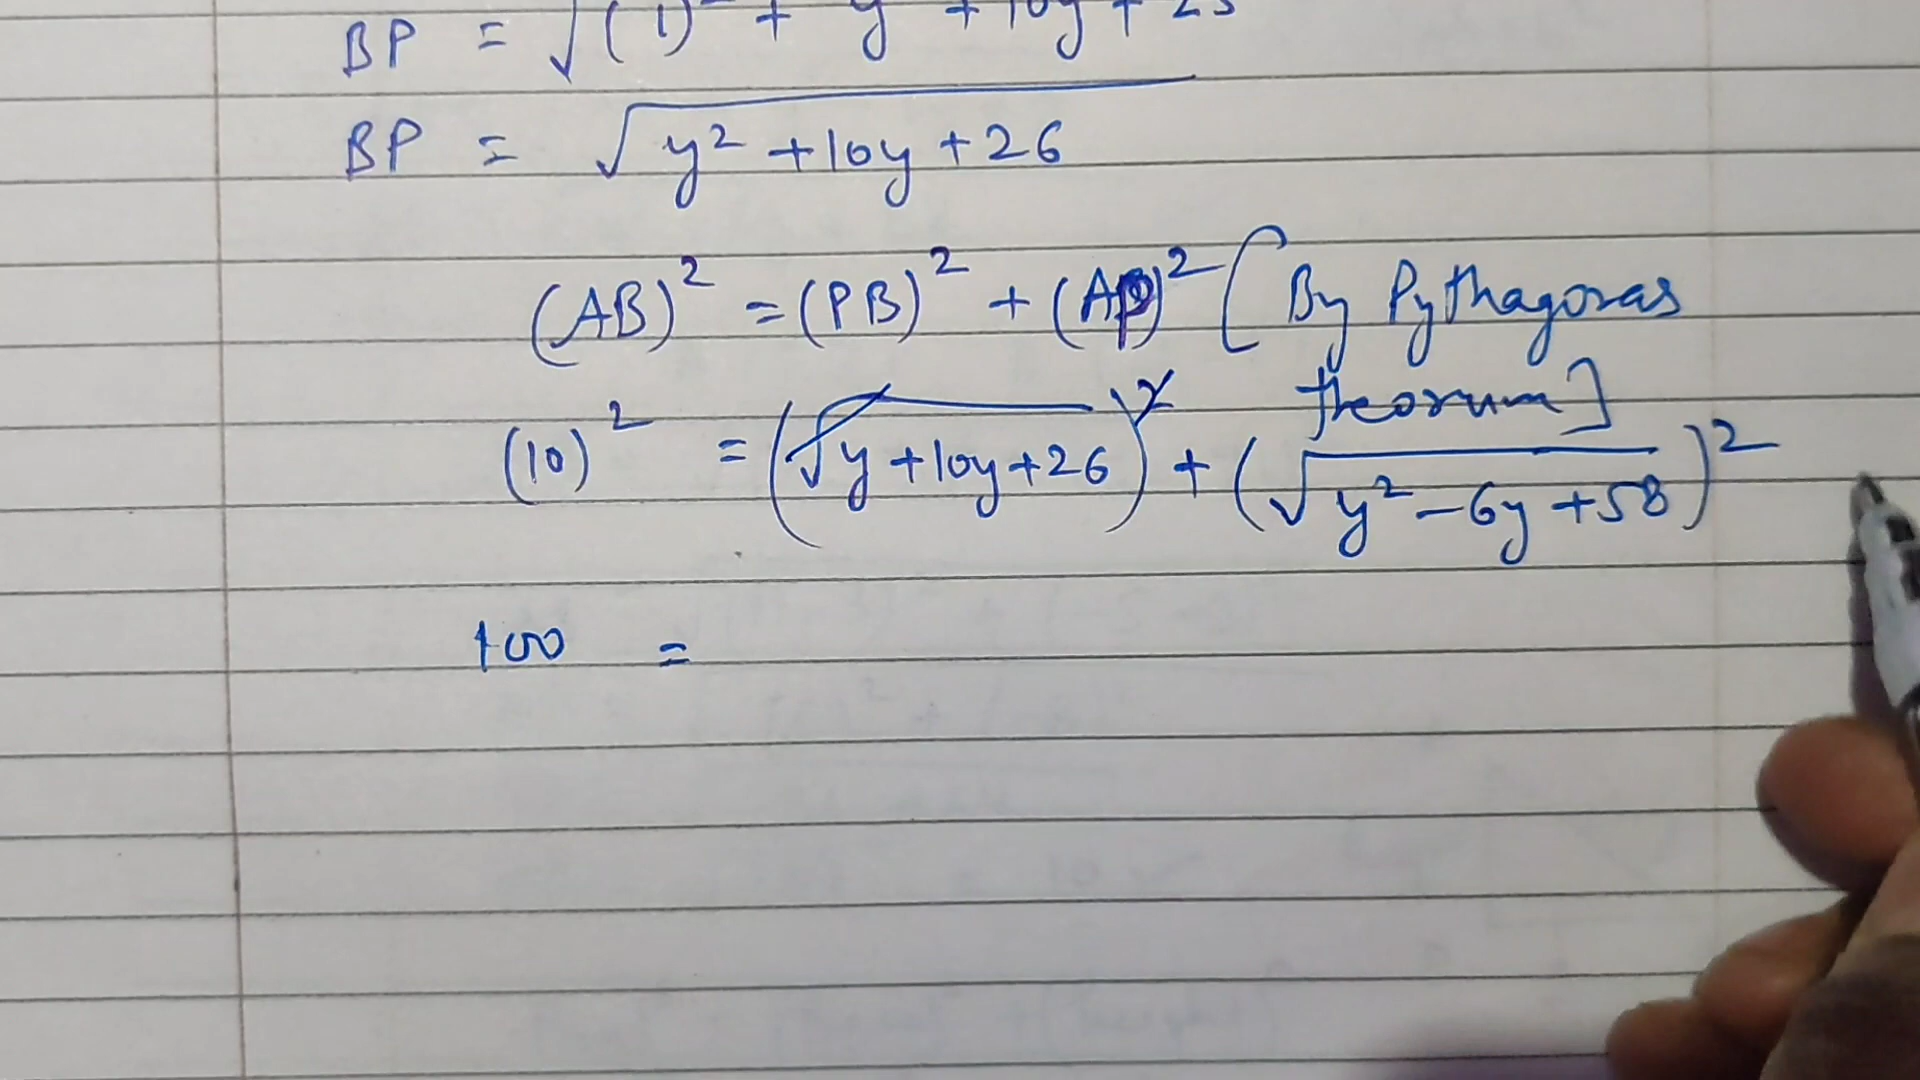 BP = √(1)² + y² + 10y + 25
BP = √y² + 10y + 26
(AB)² = (PB)² + (AP)² [By Pythagoras
theorum]
(10)² = (√y + 10y + 26)² + (√y² - 6y + 58)²
100 =